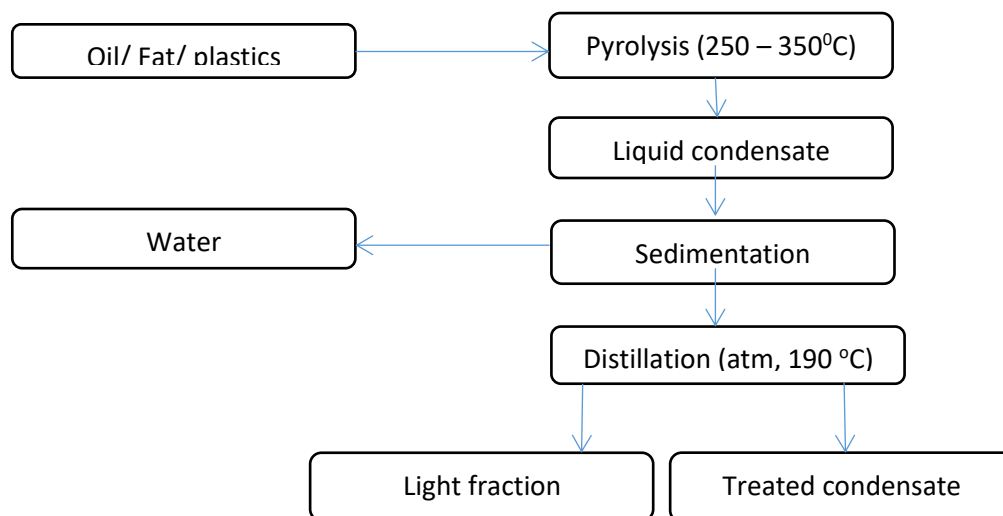 Oil/ Fat/ plastics
Pyrolysis (250 – 350⁰C)
Liquid condensate
Water
Sedimentation
Distillation (atm, 190 ᵒC)
Light fraction
Treated condensate